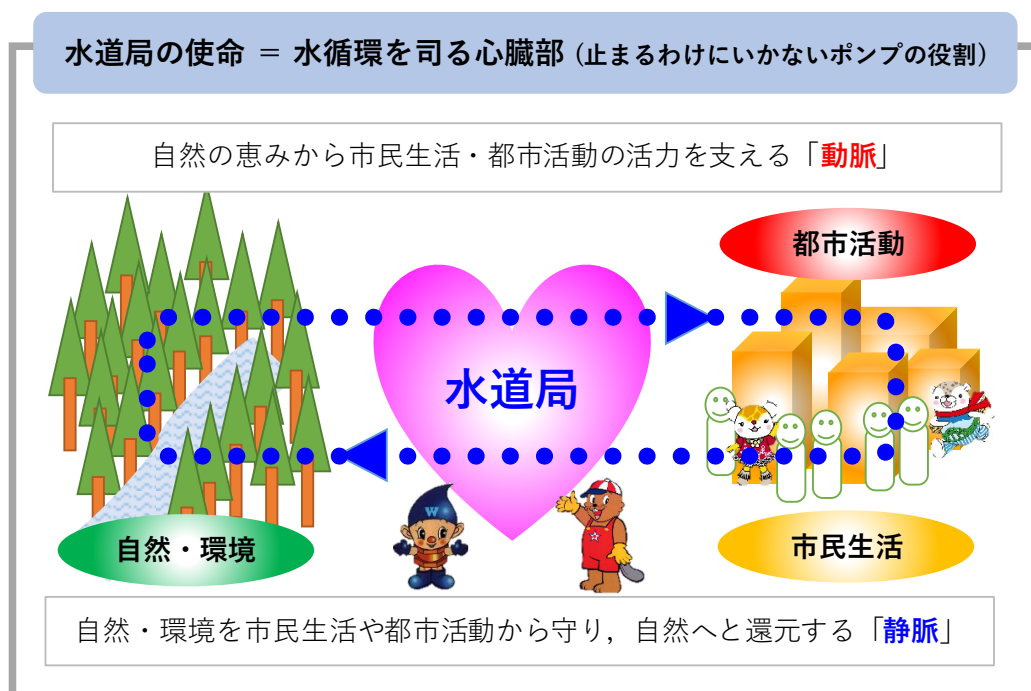 水道局の使命 = 水循環を司る心臓部 (止まるわけにいかないポンプの役割)
自然の恵みから市民生活・都市活動の活力を支える「動脈」
都市活動
水道局
W
自然・環境
市民生活
自然・環境を市民生活や都市活動から守り，自然へと還元する「静脈」